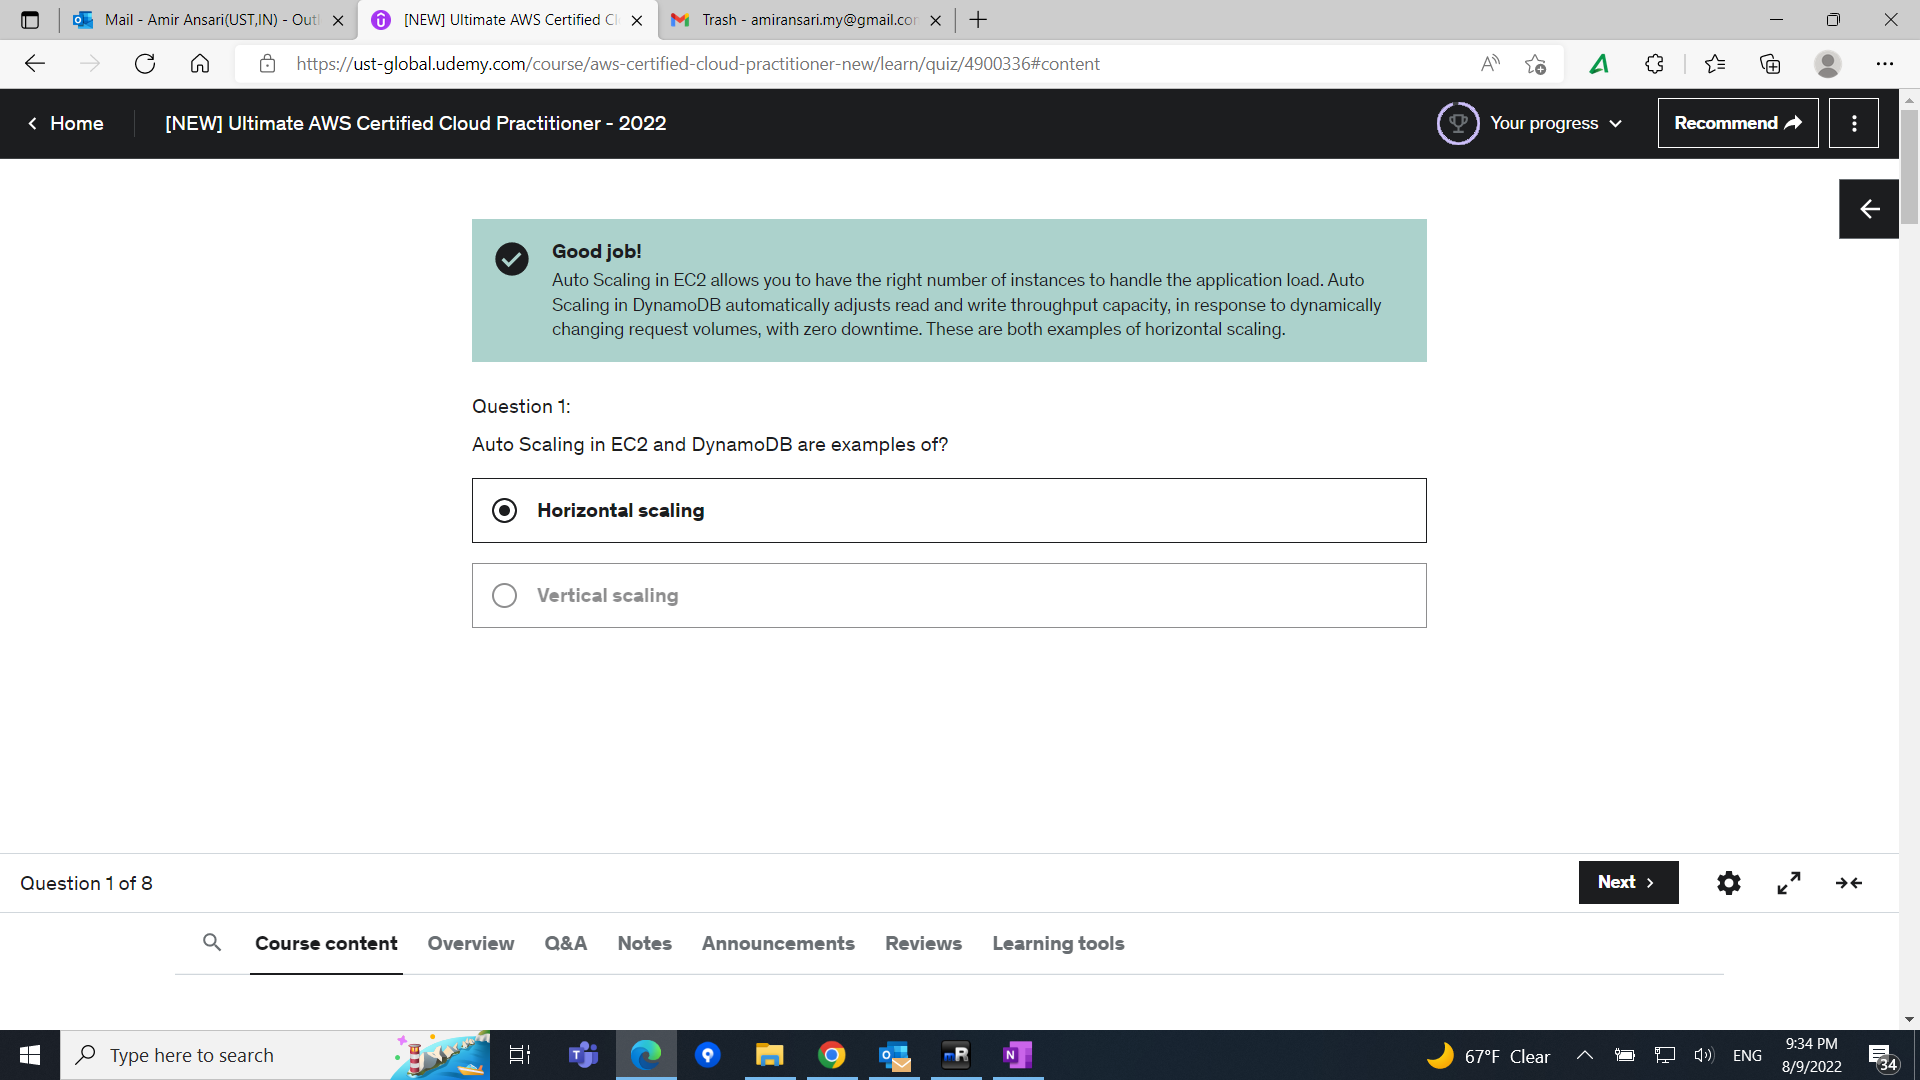 Mail - Amir Ansari(UST,IN) - Out
[NEW] Ultimate AWS Certified Cl
Trash - amiransari.my@gmail.co
https://ust-global.udemy.com/course/aws-certified-cloud-practitioner-new/learn/quiz/4900336#content
Home
[NEW] Ultimate AWS Certified Cloud Practitioner - 2022
Your progress
Recommend
Good job!
Auto Scaling in EC2 allows you to have the right number of instances to handle the application load. Auto
Scaling in DynamoDB automatically adjusts read and write throughput capacity, in response to dynamically
changing request volumes, with zero downtime. These are both examples of horizontal scaling.
Question 1:
Auto Scaling in EC2 and DynamoDB are examples of?
Horizontal scaling
Vertical scaling
Question 1 of 8
Next
Course content
Overview
Q&A
Notes
Announcements
Reviews
Learning tools
Type here to search
67°F Clear
ENG
9:34 PM
8/9/2022
34